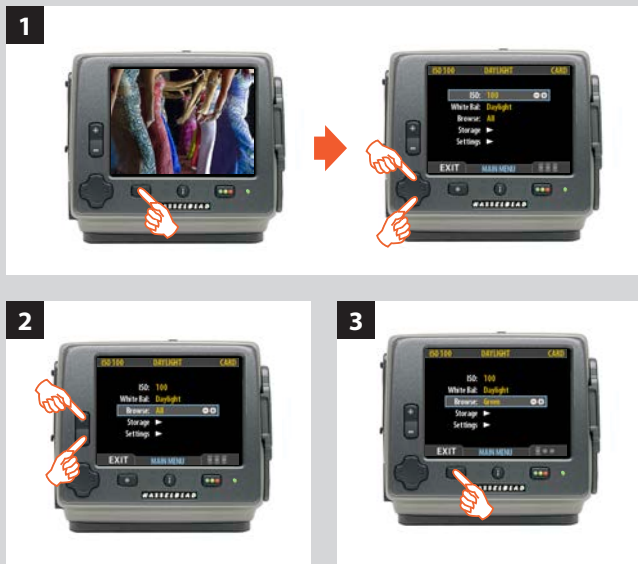 1
ISO 100 DAYLIGHT CARD
ISO: 100
White Bal: Daylight
Browse: All
Storage
Settings
EXIT MAIN MENU
HASSELBLAD
HASSELBLAD
2
ISO 100 DAYLIGHT CARD
ISO: 100
White Bal: Daylight
Browse: All
Storage
Settings
EXIT MAIN MENU
HASSELBLAD
3
ISO 100 DAYLIGHT CARD
ISO: 100
White Bal: Daylight
Browse: Green
Storage
Settings
EXIT MAIN MENU
HASSELBLAD